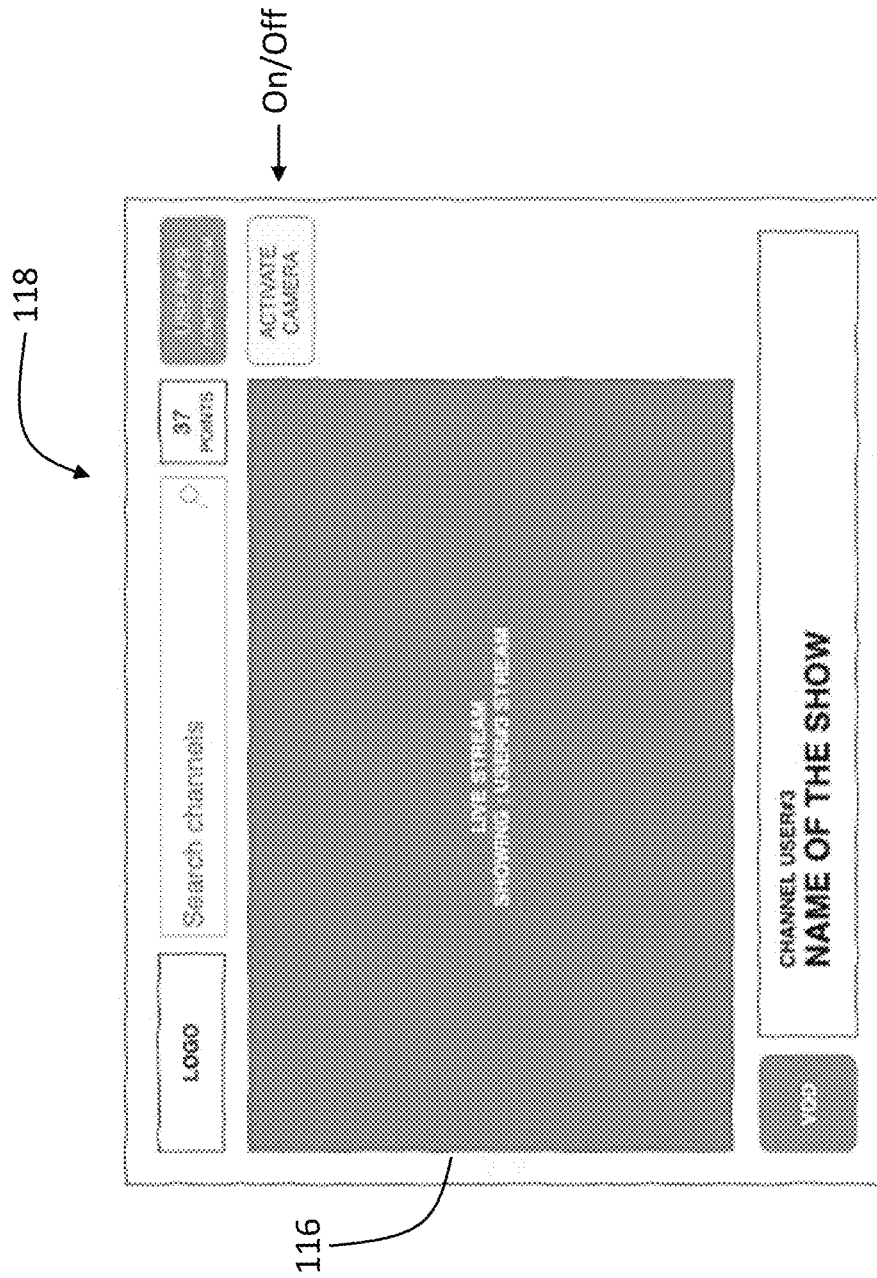 118
LOGO
Search channels
37
POINTS
ACTIVATE
CAMERA
On/Off
116
LIVE STREAM
SHOWING: USER#3 STREAM
VOD
CHANNEL USER#3
NAME OF THE SHOW